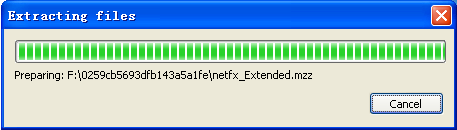 Extracting files
Preparing: F:\0259cb5693dfb143a5a1fe\netfx_Extended.mzz
Cancel